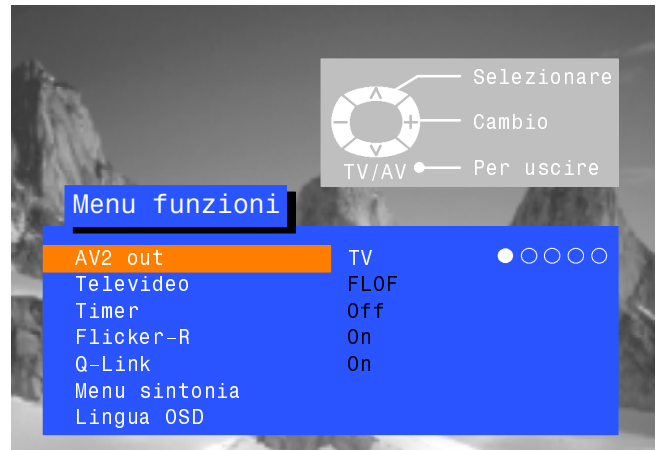 Selezionare
Cambio
TV/AV Per uscire
Menu funzioni
AV2 out TV
Televideo FLOF
Timer Off
Flicker-R On
Q-Link On
Menu sintonia
Lingua OSD